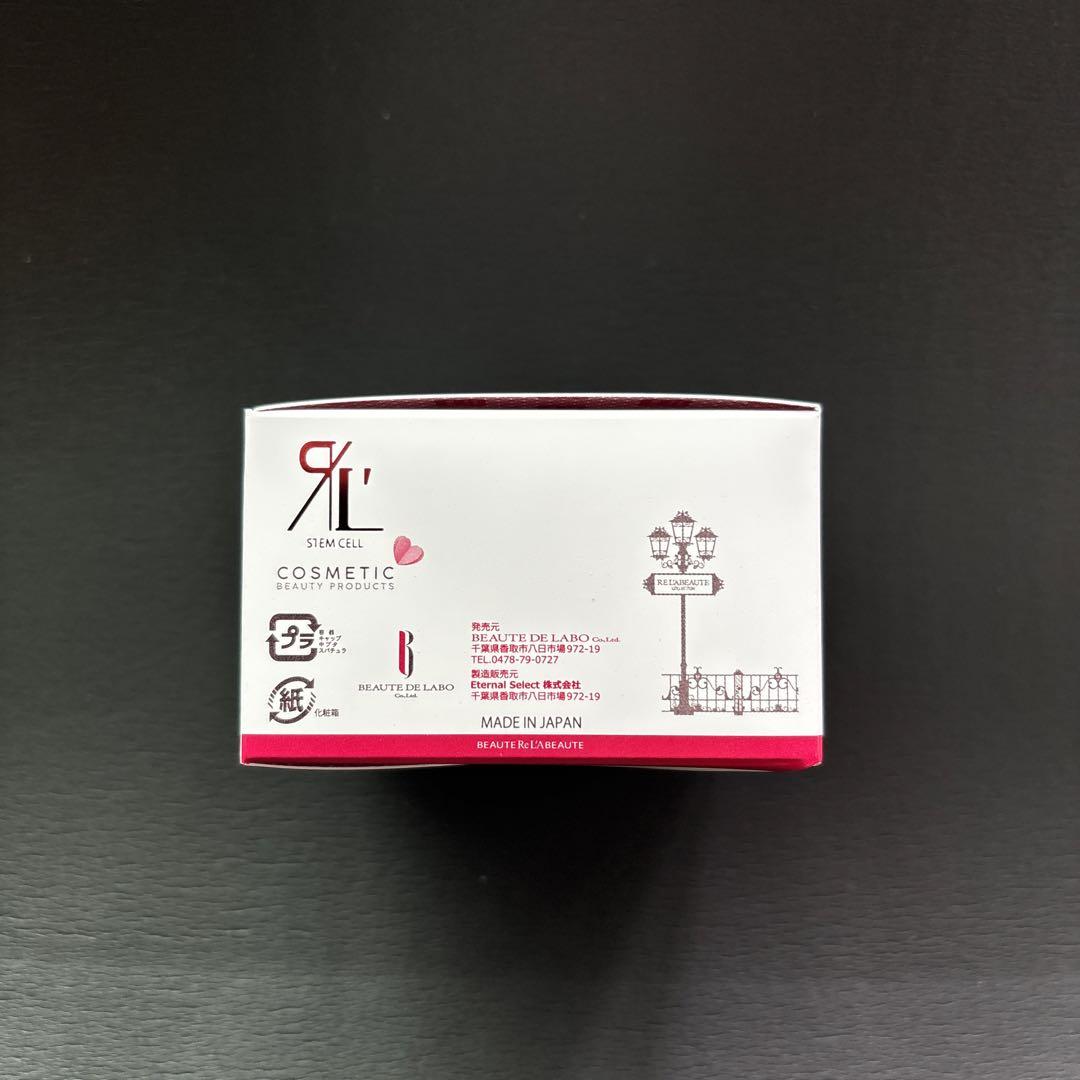 RL'
STEM CELL
COSMETIC
BEAUTY PRODUCTS
プラ
容器
キャップ
中ブタ
スパチュラ
紙
化粧箱
B
BEAUTE DE LABO
Co.,Ltd.
発売元
BEAUTE DE LABO Co.,Ltd.
千葉県香取市八日市場972-19
TEL.0478-79-0727
製造販売元
Eternal Select 株式会社
千葉県香取市八日市場972-19
MADE IN JAPAN
RE L'ABEAUTE
BEAUTE Re L'A BEAUTE